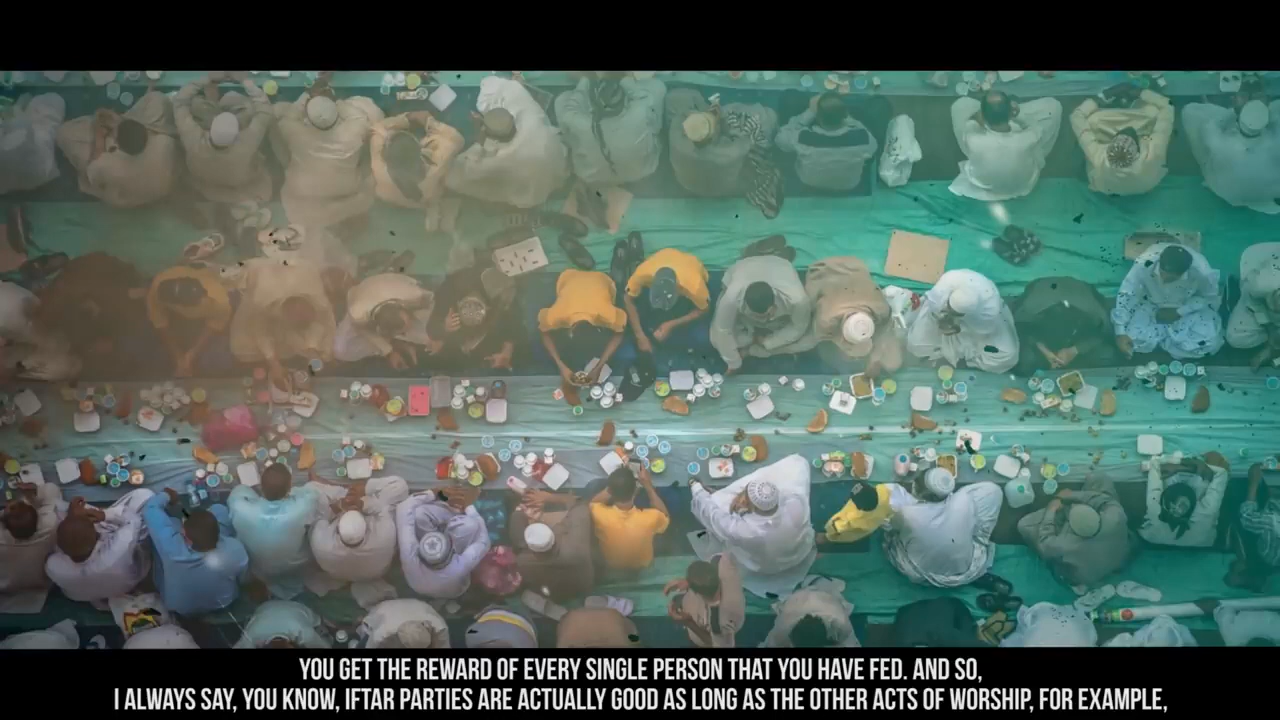 YOU GET THE REWARD OF EVERY SINGLE PERSON THAT YOU HAVE FED. AND SO,
I ALWAYS SAY, YOU KNOW, IFTAR PARTIES ARE ACTUALLY GOOD AS LONG AS THE OTHER ACTS OF WORSHIP, FOR EXAMPLE,